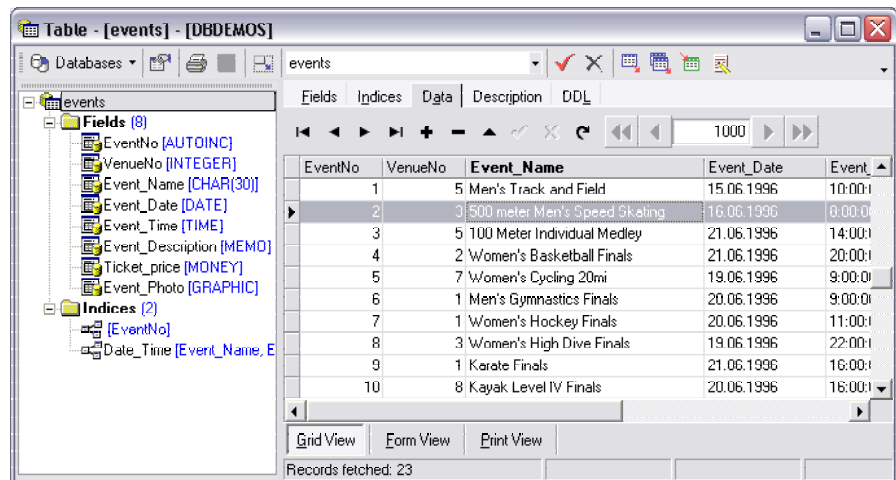 Table - [events] - [DBDEMOS]
Databases
events
events
Fields (8)
EventNo [AUTOINC]
VenueNo [INTEGER]
Event_Name [CHAR(30)]
Event_Date [DATE]
Event_Time [TIME]
Event_Description [MEMO]
Ticket_price [MONEY]
Event_Photo [GRAPHIC]
Indices (2)
[EventNo]
Date_Time [Event_Name, E
Fields Indices Data Description DDL
1000
EventNo VenueNo Event_Name Event_Date Event_
1 5 Men's Track and Field 15.06.1996 10:00:
2 3 500 meter Men's Speed Skating 16.06.1996 8:00:0
3 5 100 Meter Individual Medley 21.06.1996 14:00:
4 2 Women's Basketball Finals 21.06.1996 20:00:
5 7 Women's Cycling 20mi 19.06.1996 9:00:0
6 1 Men's Gymnastics Finals 20.06.1996 9:00:0
7 1 Women's Hockey Finals 20.06.1996 11:00:
8 3 Women's High Dive Finals 19.06.1996 22:00:
9 1 Karate Finals 21.06.1996 16:00:
10 8 Kayak Level IV Finals 20.06.1996 16:00:
Grid View Form View Print View
Records fetched: 23